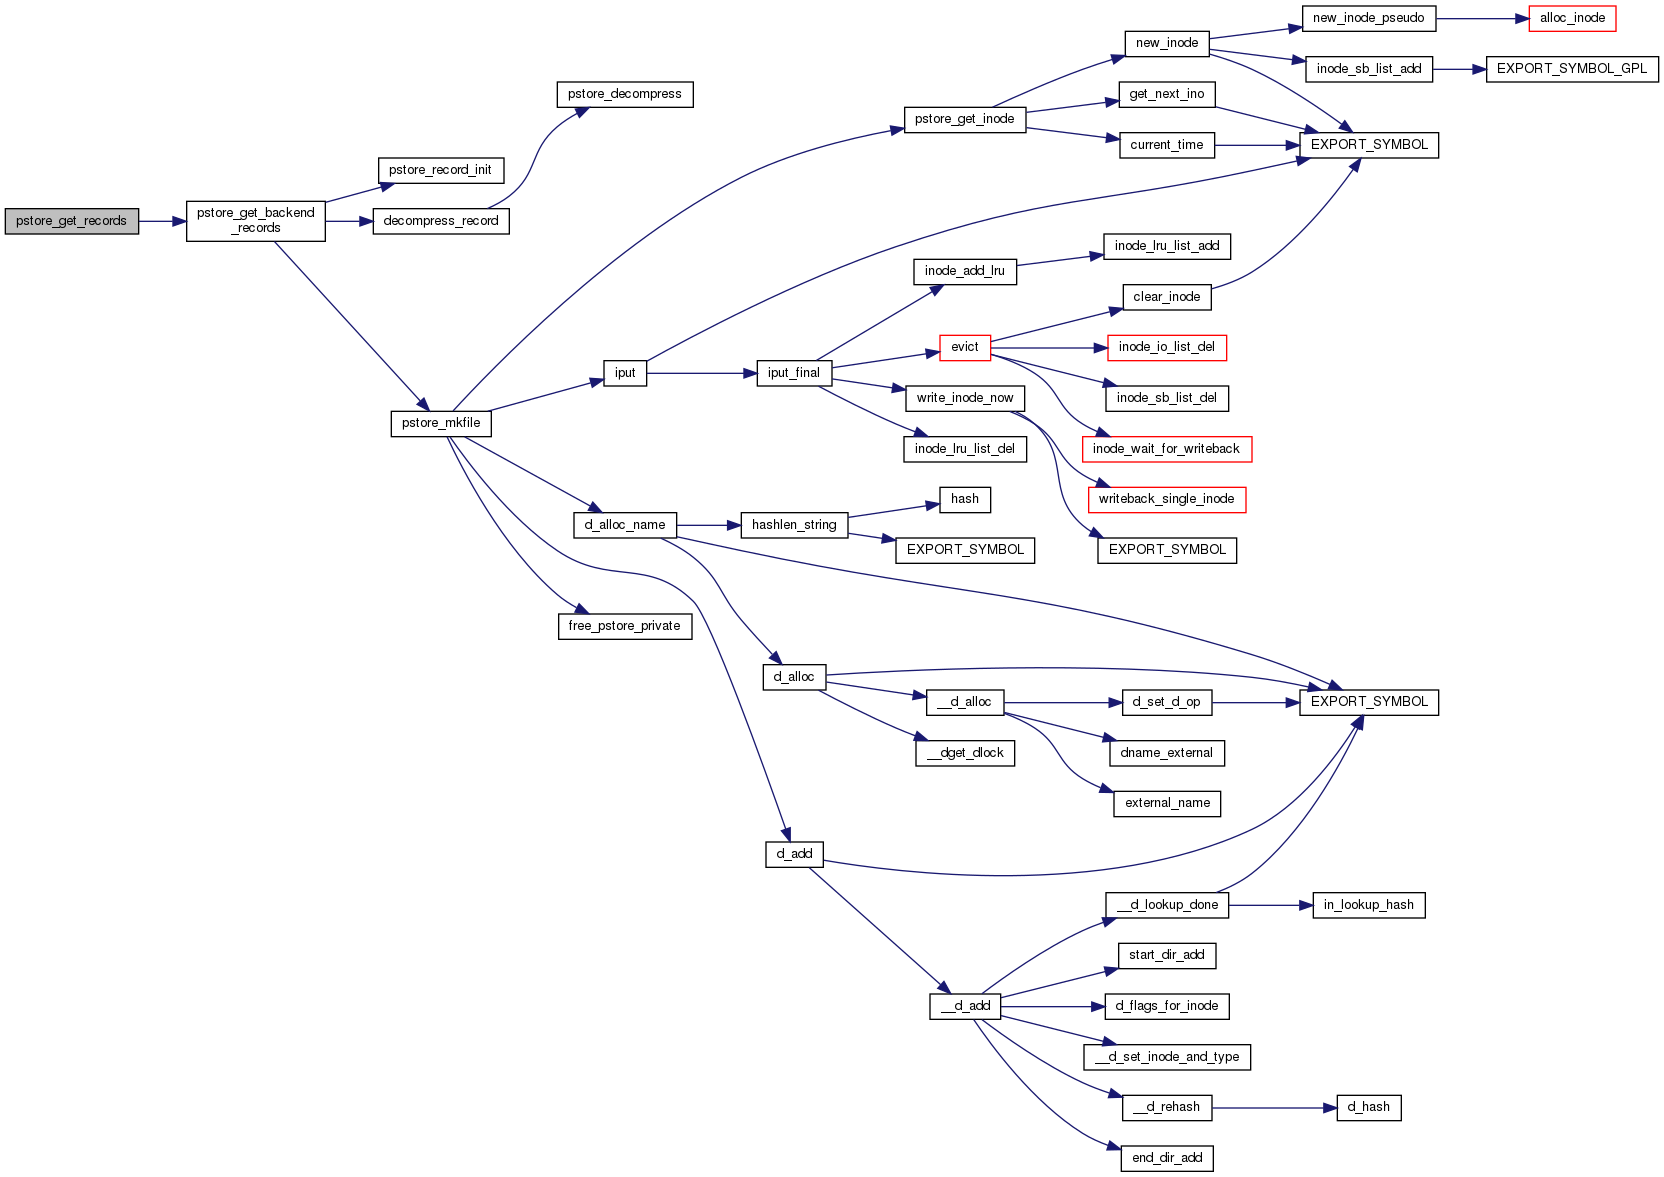 new_inode_pseudo
alloc_inode
new_inode
inode_sb_list_add
EXPORT_SYMBOL_GPL
pstore_decompress
get_next_ino
pstore_get_inode
current_time
EXPORT_SYMBOL
pstore_record_init
pstore_get_records
pstore_get_backend
_records
decompress_record
inode_lru_list_add
inode_add_lru
clear_inode
evict
inode_io_list_del
iput
iput_final
write_inode_now
inode_sb_list_del
pstore_mkfile
inode_lru_list_del
inode_wait_for_writeback
hash
writeback_single_inode
d_alloc_name
hashlen_string
EXPORT_SYMBOL
EXPORT_SYMBOL
free_pstore_private
d_alloc
__d_alloc
d_set_d_op
EXPORT_SYMBOL
__dget_dlock
dname_external
external_name
d_add
__d_lookup_done
in_lookup_hash
start_dir_add
__d_add
d_flags_for_inode
__d_set_inode_and_type
__d_rehash
d_hash
end_dir_add